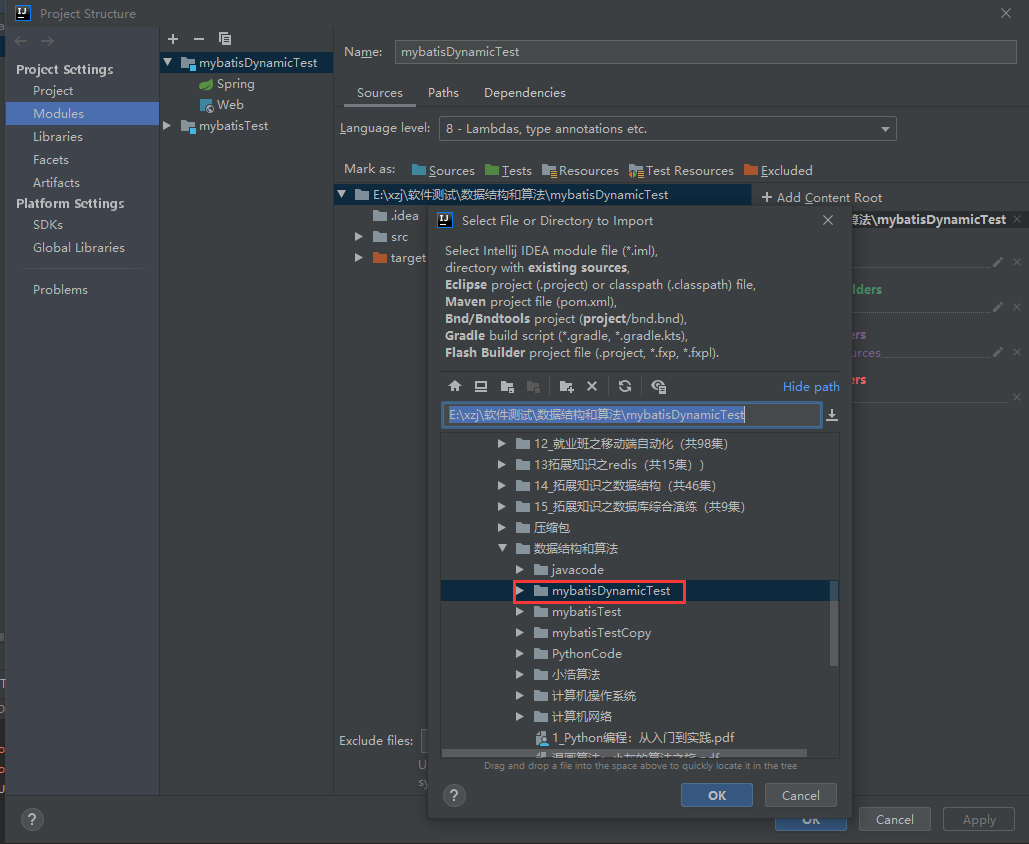 Project Structure
Project Settings
Project
Modules
Libraries
Facets
Artifacts
Platform Settings
SDKs
Global Libraries
Problems
mybatisDynamicTest
Spring
Web
mybatisTest
Name: mybatisDynamicTest
Sources Paths Dependencies
Language level: 8 - Lambdas, type annotations etc.
Mark as: Sources Tests Resources Test Resources Excluded
E:\xzj\软件测试\数据结构和算法\mybatisDynamicTest
.idea
src
target
+ Add Content Root
算法\mybatisDynamicTest
lders
ers
urces
ers
Exclude files:
Select File or Directory to Import
Select Intellij IDEA module file (*.iml),
directory with existing sources,
Eclipse project (.project) or classpath (.classpath) file,
Maven project file (pom.xml),
Bnd/Bndtools project (project/bnd.bnd),
Gradle build script (*.gradle, *.gradle.kts),
Flash Builder project file (.project, *.fxp, *.fxpl).
Hide path
E:\xzj\软件测试\数据结构和算法\mybatisDynamicTest
12_就业班之移动端自动化（共98集）
13拓展知识之redis（共15集）)
14_拓展知识之数据结构（共46集）
15_拓展知识之数据库综合演练（共9集）
压缩包
数据结构和算法
javacode
mybatisDynamicTest
mybatisTest
mybatisTestCopy
PythonCode
小浩算法
计算机操作系统
计算机网络
1_Python编程：从入门到实践.pdf
Drag and drop a file into the space above to quickly locate it in the tree
? OK Cancel
? OK Cancel Apply